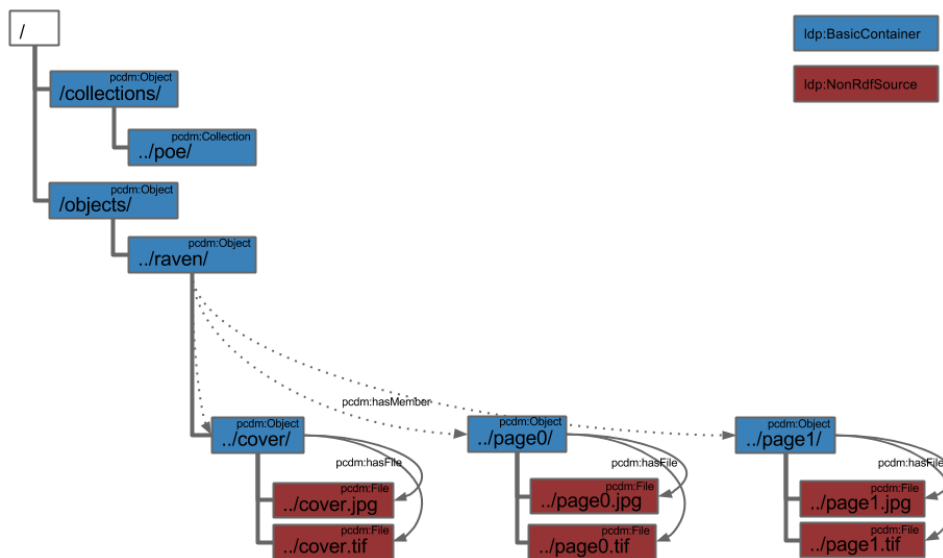 /
ldp:BasicContainer
pcdm:Object
/collections/
ldp:NonRdfSource
pcdm:Collection
../poe/
pcdm:Object
/objects/
pcdm:Object
../raven/
pcdm:hasMember
pcdm:Object
../cover/
pcdm:Object
../page0/
pcdm:Object
../page1/
pcdm:hasFile
pcdm:hasFile
pcdm:hasFile
pcdm:File
../cover.jpg
pcdm:File
../page0.jpg
pcdm:File
../page1.jpg
pcdm:File
../cover.tif
pcdm:File
../page0.tif
pcdm:File
../page1.tif